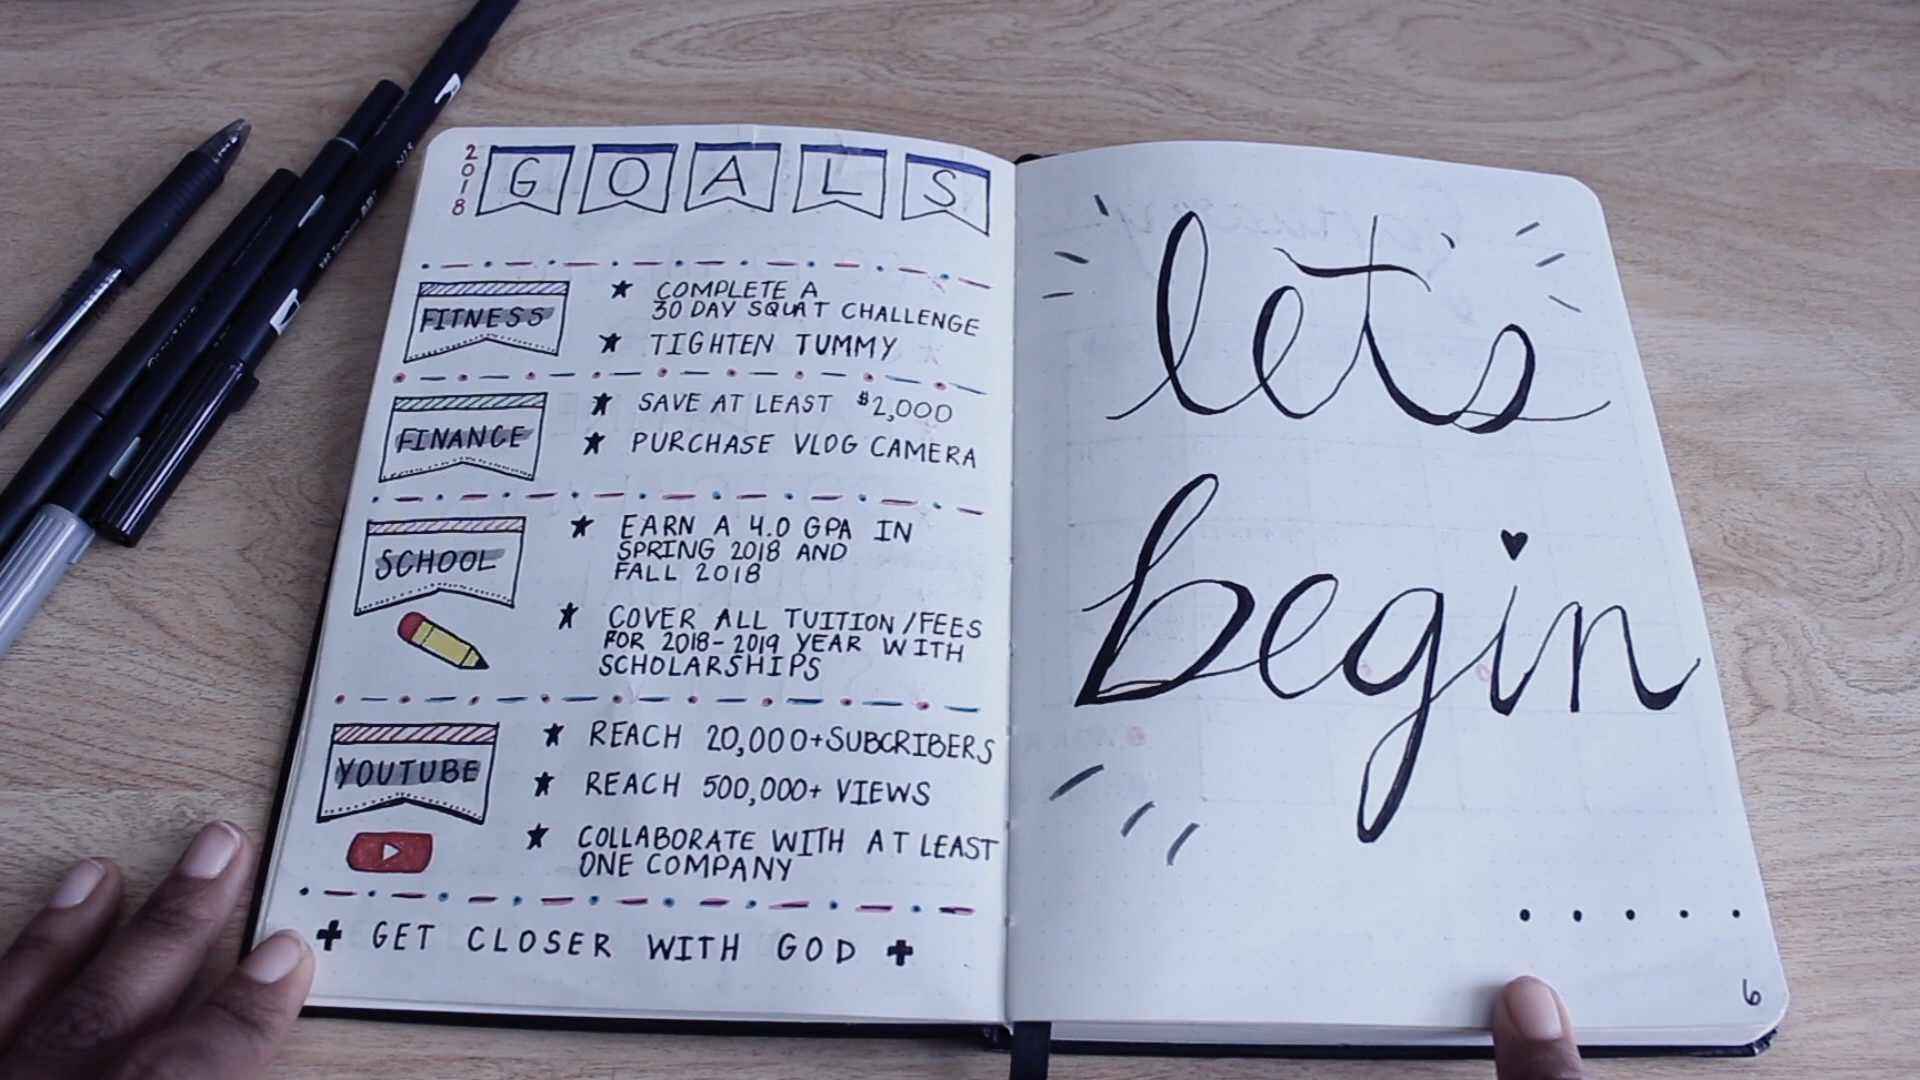 2018
GOALS
FITNESS
★ COMPLETE A
30 DAY SQUAT CHALLENGE
★ TIGHTEN TUMMY
FINANCE
★ SAVE AT LEAST $2,000
★ PURCHASE VLOG CAMERA
SCHOOL
★ EARN A 4.0 GPA IN
SPRING 2018 AND
FALL 2018
★ COVER ALL TUITION/FEES
FOR 2018-2019 YEAR WITH
SCHOLARSHIPS
YOUTUBE
★ REACH 20,000+SUBCRIBERS
★ REACH 500,000+ VIEWS
★ COLLABORATE WITH AT LEAST
ONE COMPANY
✚ GET CLOSER WITH GOD ✚
let's
begin
.....
6